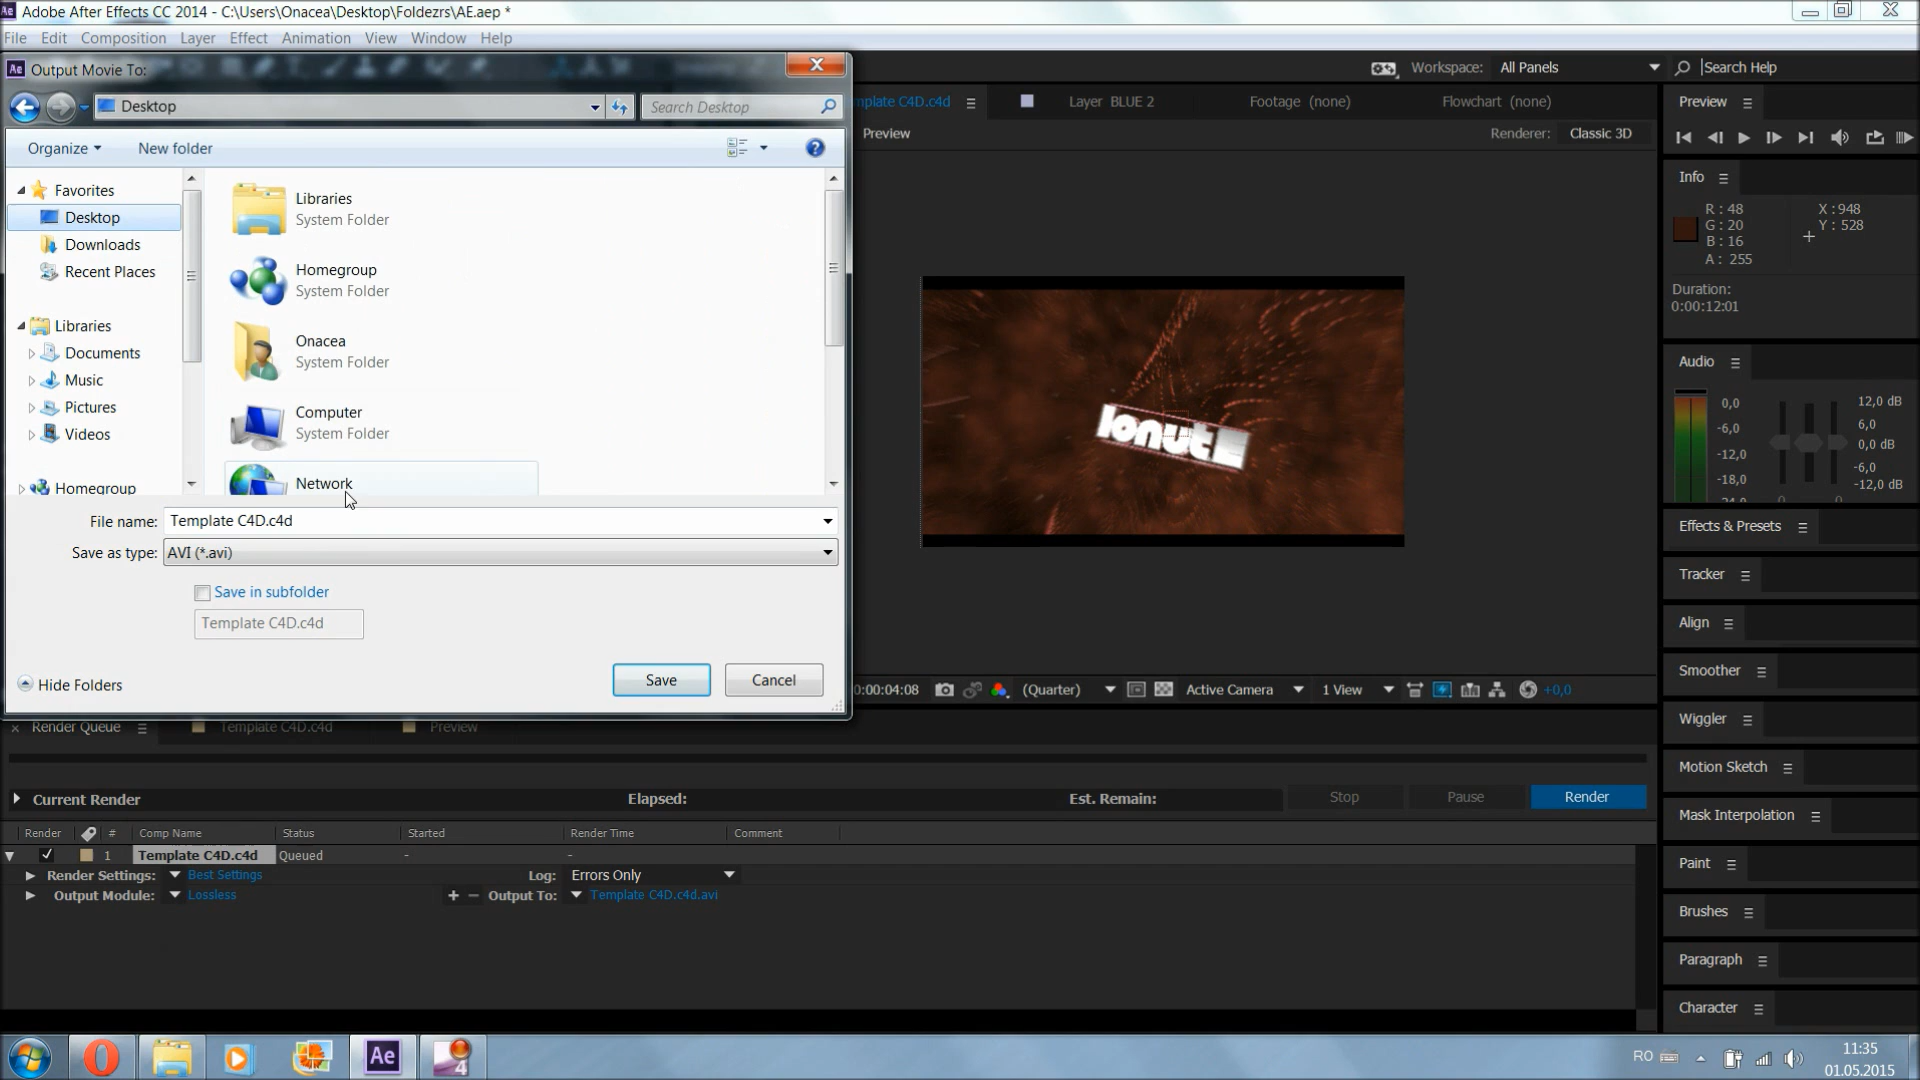 Adobe After Effects CC 2014 - C:\Users\Onacea\Desktop\Foldezrs\AE.aep *
File Edit Composition Layer Effect Animation View Window Help
Output Movie To:
Desktop
Search Desktop
Organize New folder
Favorites
Desktop
Downloads
Recent Places
Libraries
Documents
Music
Pictures
Videos
Homegroup
Libraries
System Folder
Homegroup
System Folder
Onacea
System Folder
Computer
System Folder
Network
File name: Template C4D.c4d
Save as type: AVI (*.avi)
Save in subfolder
Template C4D.c4d
Hide Folders
Save Cancel
Workspace: All Panels
Search Help
mplate C4D.c4d Layer BLUE 2 Footage (none) Flowchart (none)
Preview
Renderer: Classic 3D
Ionut
0:00:04:08 (Quarter) Active Camera 1 View +0,0
Preview
Info
R : 48
G : 20
B : 16
A : 255
X :948
Y : 528
Duration:
0:00:12:01
Audio
0,0
-6,0
-12,0
-18,0
-24,0
12,0 dB
6,0
0,0 dB
-6,0
-12,0 dB
Effects & Presets
Tracker
Align
Smoother
Wiggler
Motion Sketch
Mask Interpolation
Paint
Brushes
Paragraph
Character
Render Queue Template C4D.c4d Preview
Current Render Elapsed: Est. Remain: Stop Pause Render
Render # Comp Name Status Started Render Time Comment
1 Template C4D.c4d Queued - -
Render Settings: Best Settings Log: Errors Only
Output Module: Lossless + – Output To: Template C4D.c4d.avi
Ae
4
RO
11:35
01.05.2015